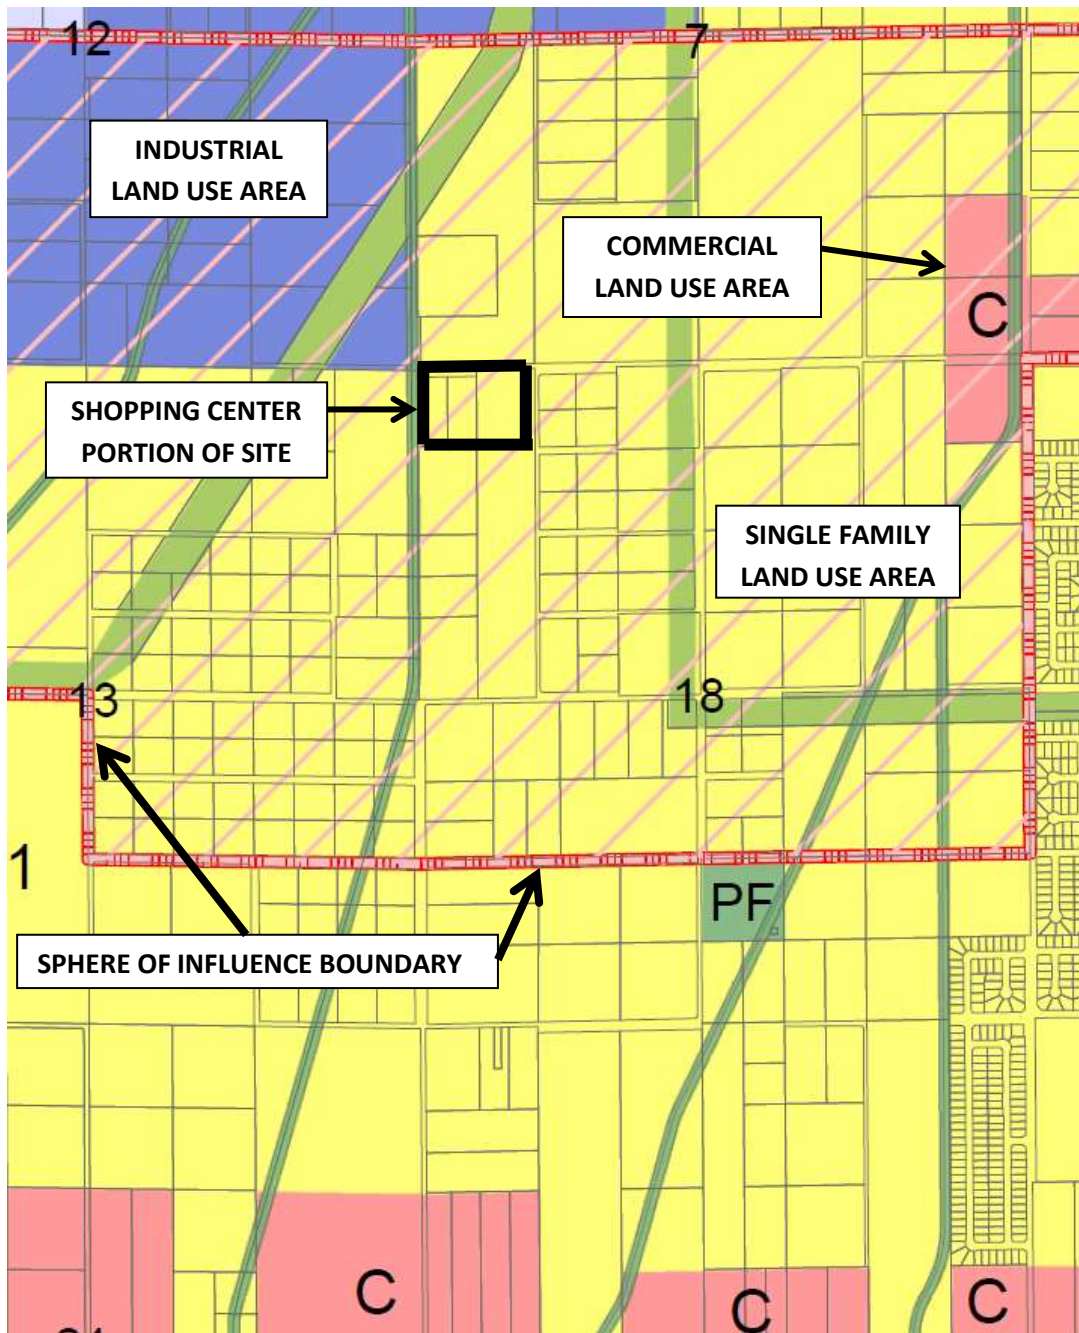 12
7
INDUSTRIAL
LAND USE AREA
COMMERCIAL
LAND USE AREA
C
SHOPPING CENTER
PORTION OF SITE
SINGLE FAMILY
LAND USE AREA
13
18
1
PF
SPHERE OF INFLUENCE BOUNDARY
C
C
C